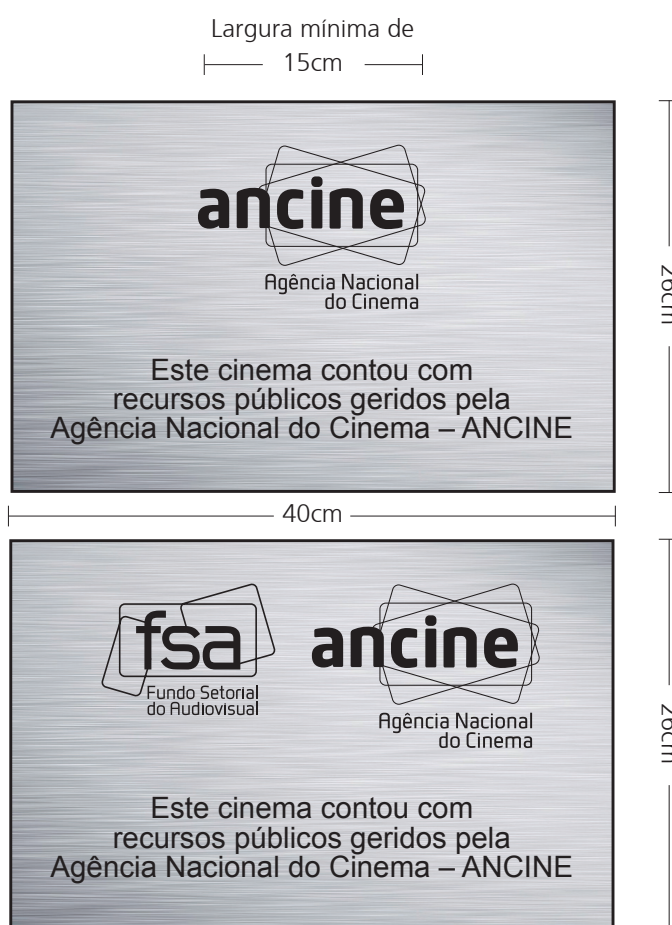 Largura mínima de
15cm
ancine
Agência Nacional
do Cinema
Este cinema contou com
recursos públicos geridos pela
Agência Nacional do Cinema – ANCINE
26cm
40cm
fsa
Fundo Setorial
do Audiovisual
ancine
Agência Nacional
do Cinema
Este cinema contou com
recursos públicos geridos pela
Agência Nacional do Cinema – ANCINE
26cm